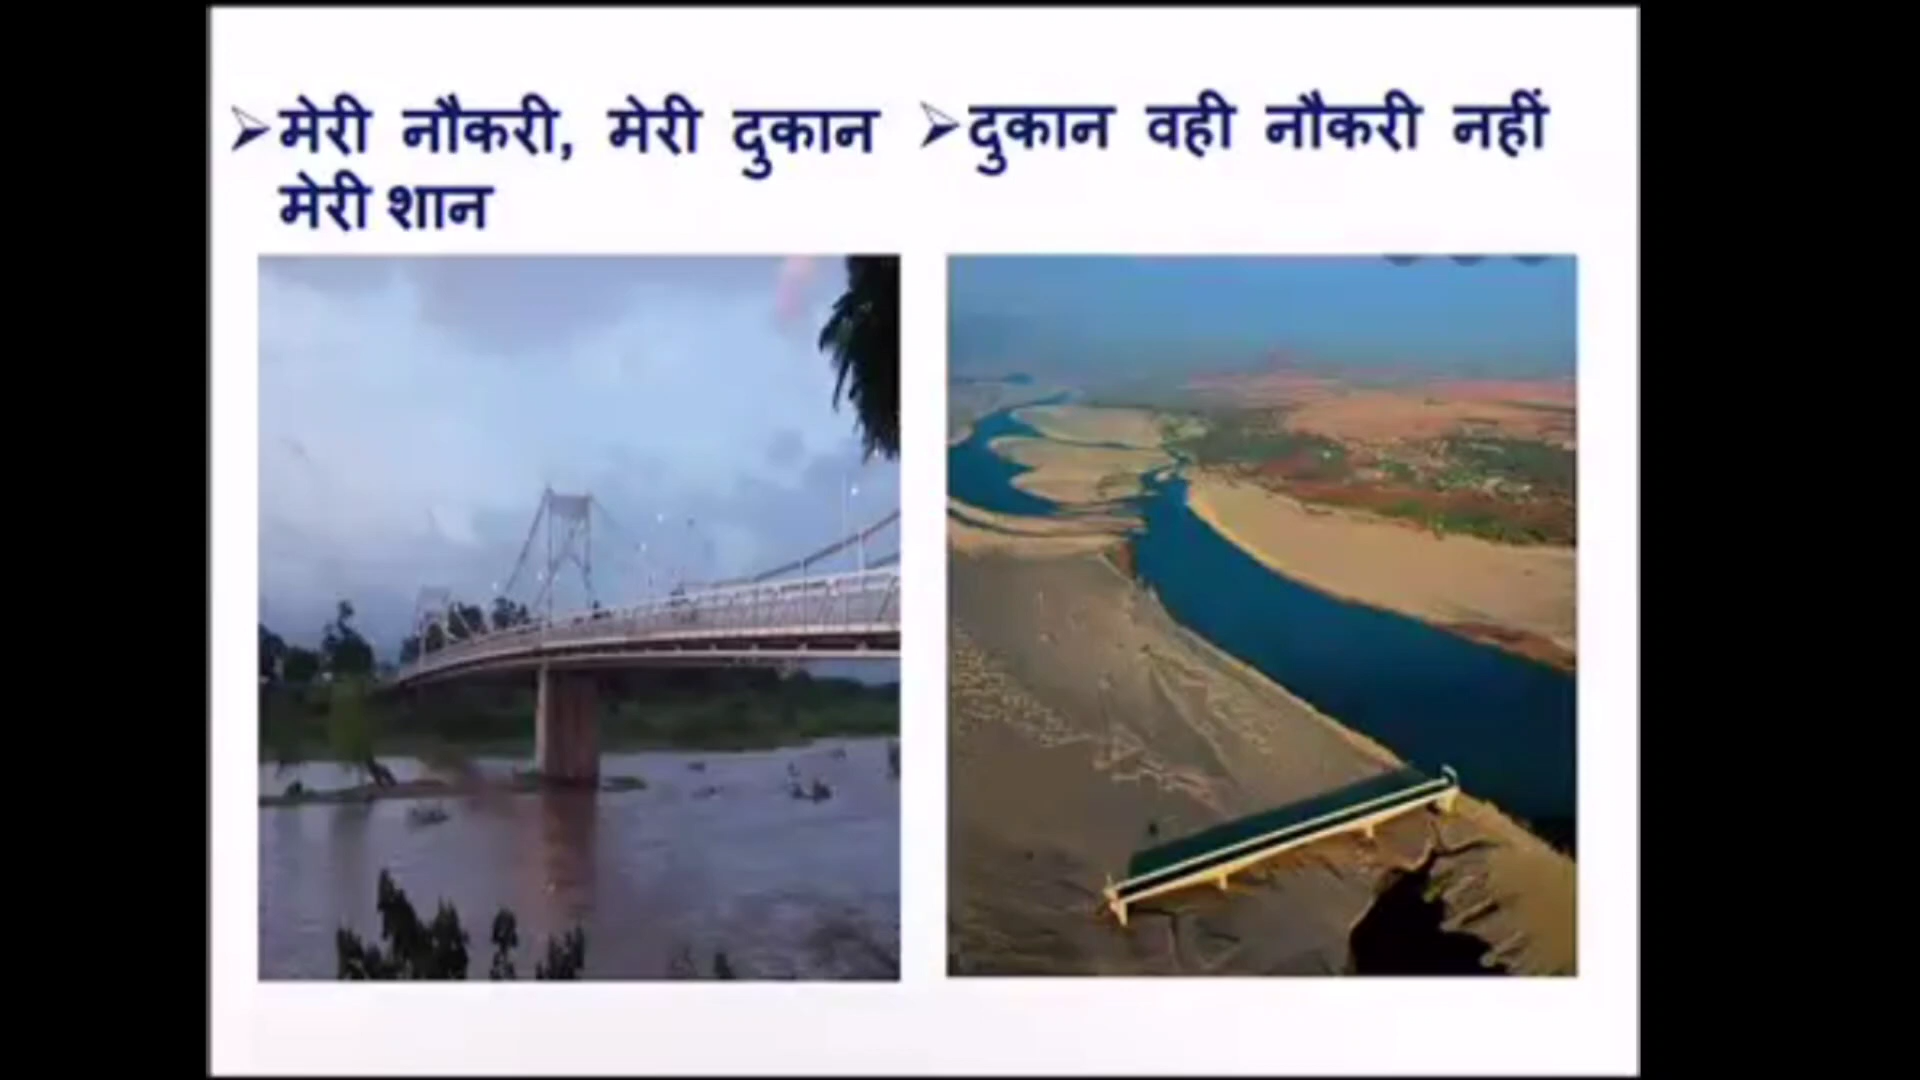 मेरी नौकरी, मेरी दुकान
मेरी शान
दुकान वही नौकरी नहीं